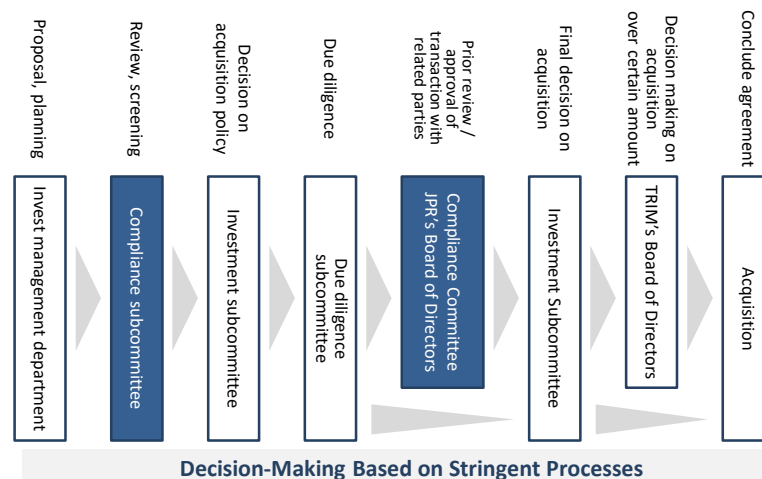 Proposal, planning
Review, screening
Decision on
acquisition policy
Due diligence
Prior review /
approval of
transaction with
related parties
Final decision on
acquisition
Decision making on
acquisition
over certain amount
Conclude agreement
Invest management department
Compliance subcommittee
Investment subcommittee
Due diligence
subcommittee
Compliance Committee
JPR's Board of Directors
Investment Subcommittee
TRIM's Board of Directors
Acquisition
Decision-Making Based on Stringent Processes